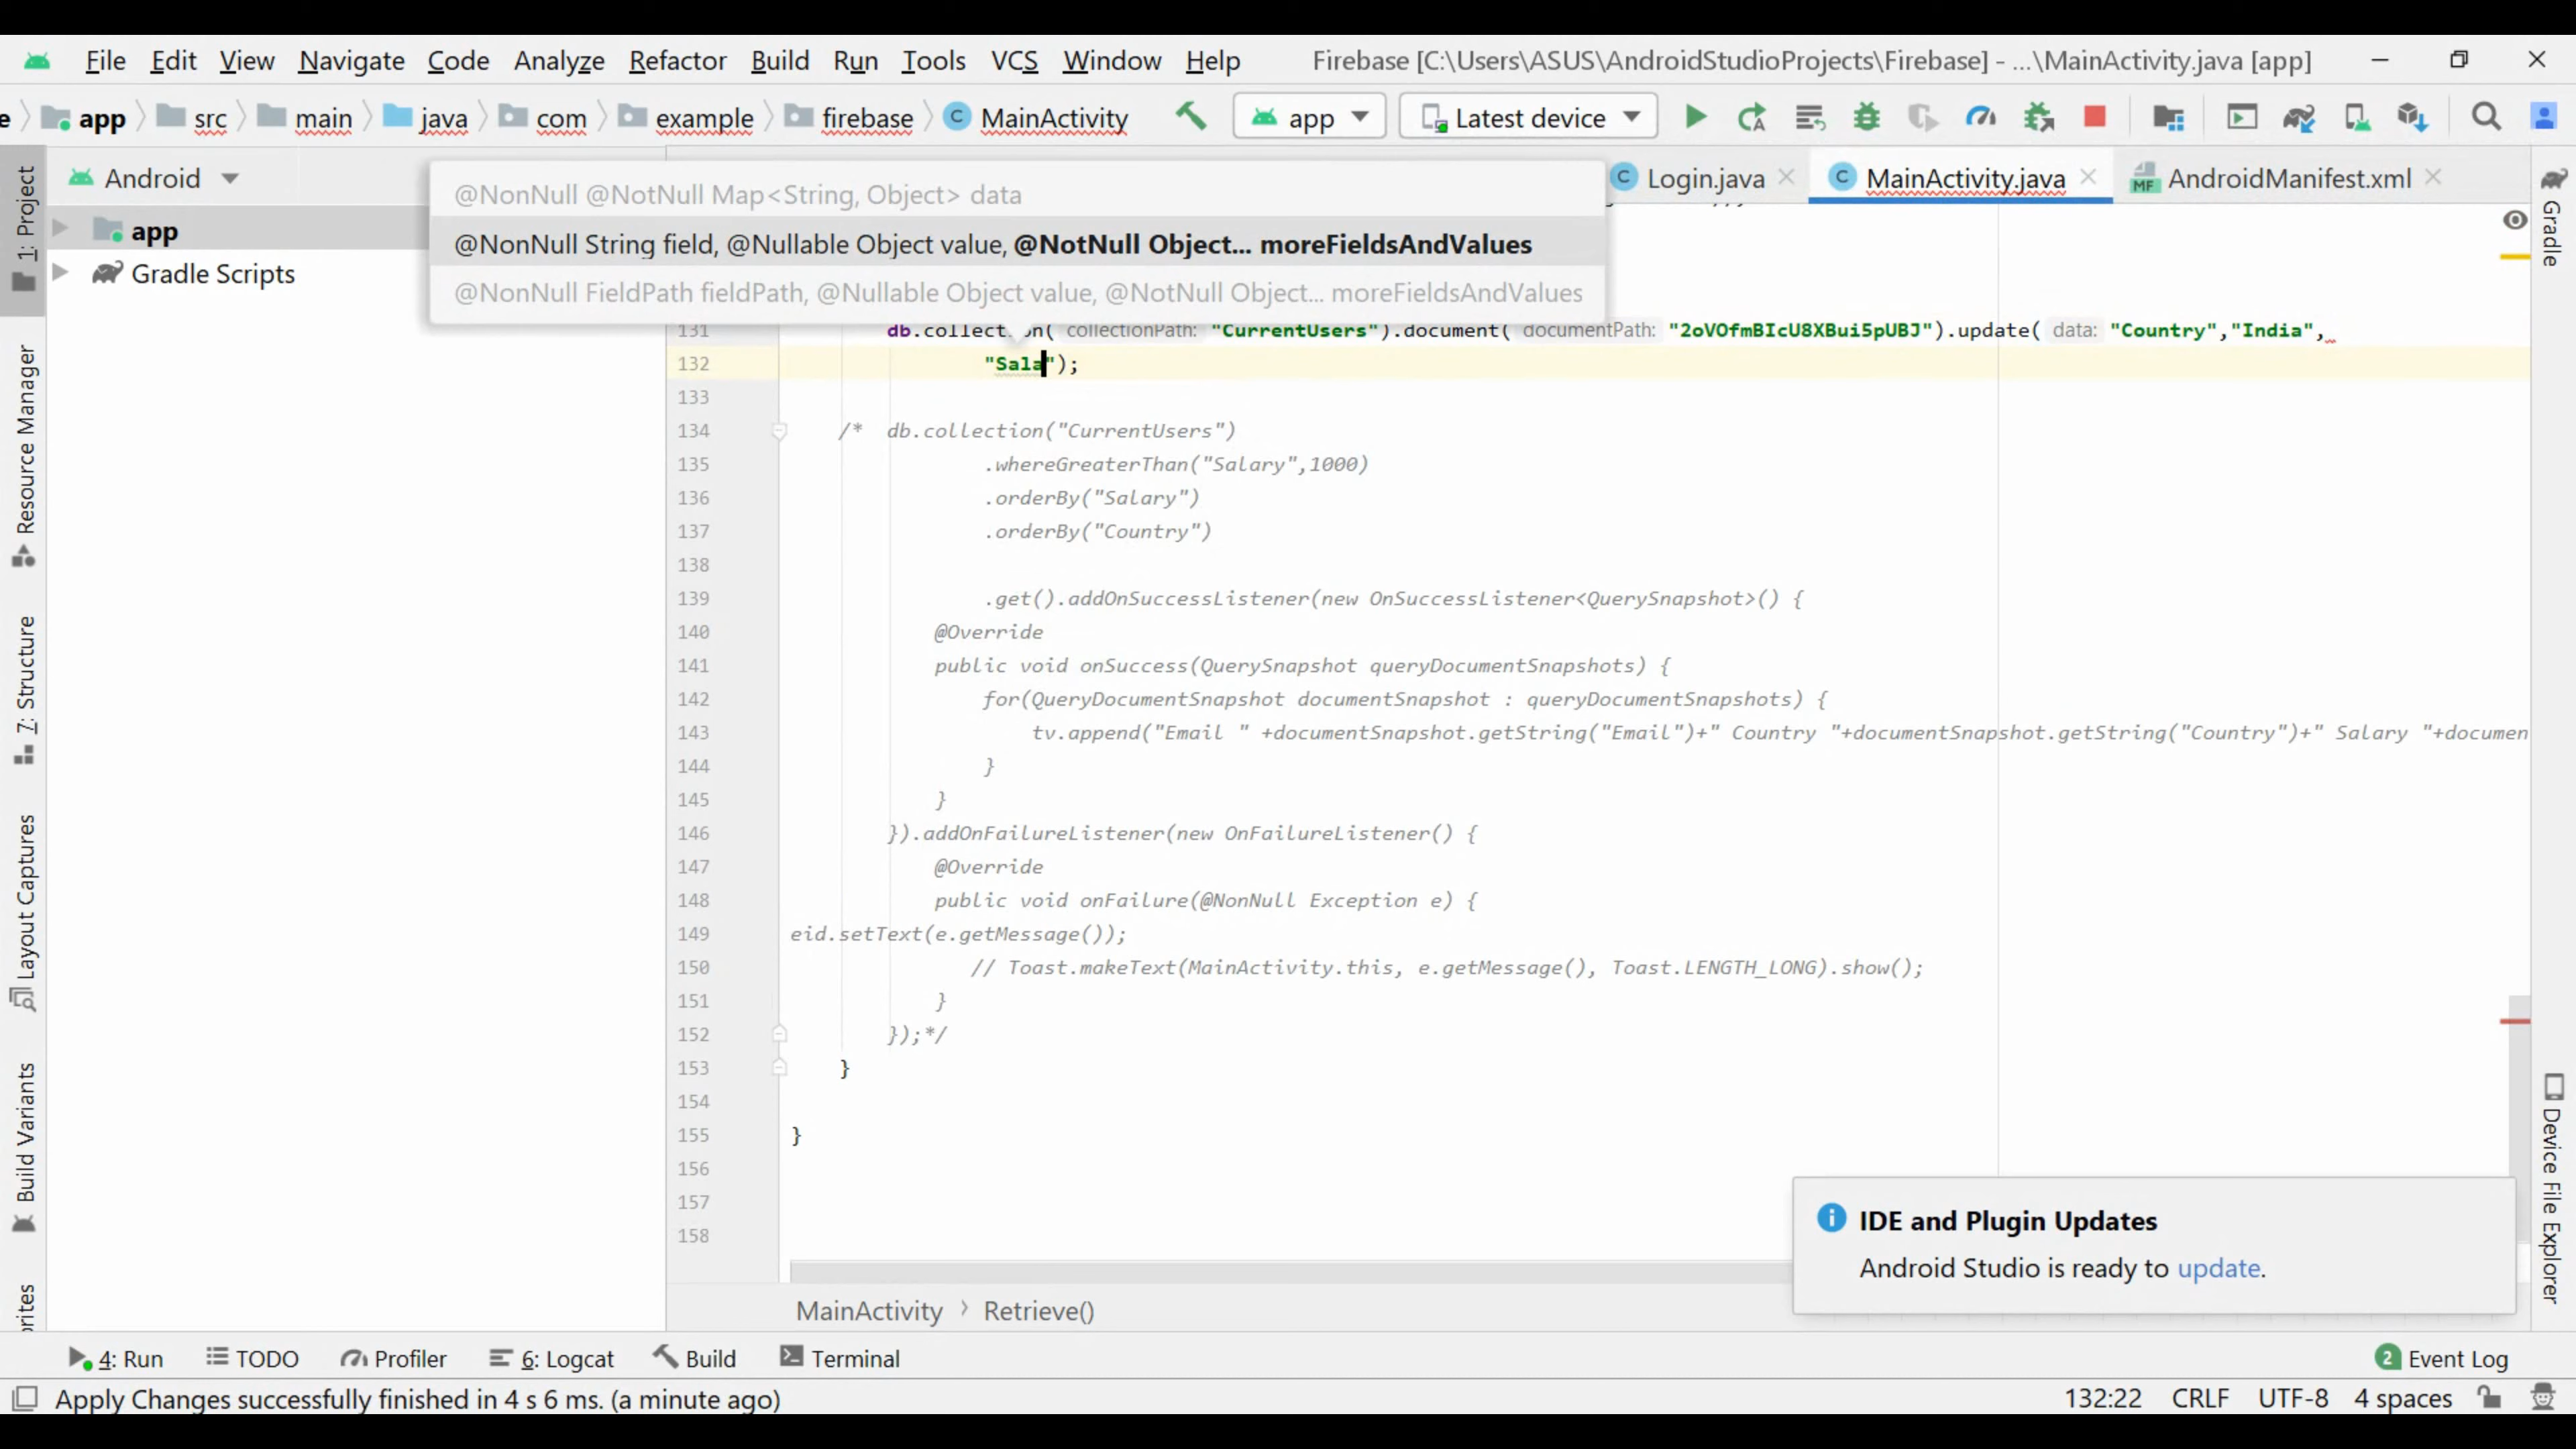 File Edit View Navigate Code Analyze Refactor Build Run Tools VCS Window Help Firebase [C:\Users\ASUS\AndroidStudioProjects\Firebase] - ...\MainActivity.java [app]
e app src main java com example firebase C MainActivity app Latest device
1: Project
Resource Manager
7: Structure
Layout Captures
Build Variants
Android
app
Gradle Scripts
C Login.java C MainActivity.java MF AndroidManifest.xml
@NonNull @NotNull Map<String, Object> data
@NonNull String field, @Nullable Object value, @NotNull Object... moreFieldsAndValues
@NonNull FieldPath fieldPath, @Nullable Object value, @NotNull Object... moreFieldsAndValues
131 db.collection( collectionPath: "CurrentUsers").document( documentPath: "2oVOfmBIcU8XBui5pUBJ").update( data: "Country","India",
132 "Sala");
133
134 /* db.collection("CurrentUsers")
135 .whereGreaterThan("Salary",1000)
136 .orderBy("Salary")
137 .orderBy("Country")
138
139 .get().addOnSuccessListener(new OnSuccessListener<QuerySnapshot>() {
140 @Override
141 public void onSuccess(QuerySnapshot queryDocumentSnapshots) {
142 for(QueryDocumentSnapshot documentSnapshot : queryDocumentSnapshots) {
143 tv.append("Email " +documentSnapshot.getString("Email")+" Country "+documentSnapshot.getString("Country")+" Salary "+documen
144 }
145 }
146 }).addOnFailureListener(new OnFailureListener() {
147 @Override
148 public void onFailure(@NonNull Exception e) {
149 eid.setText(e.getMessage());
150 // Toast.makeText(MainActivity.this, e.getMessage(), Toast.LENGTH_LONG).show();
151 }
152 });*/
153 }
154
155 }
156
157
158
Gradle
Device File Explorer
IDE and Plugin Updates
Android Studio is ready to update.
MainActivity › Retrieve()
4: Run TODO Profiler 6: Logcat Build Terminal 2 Event Log
Apply Changes successfully finished in 4 s 6 ms. (a minute ago) 132:22 CRLF UTF-8 4 spaces